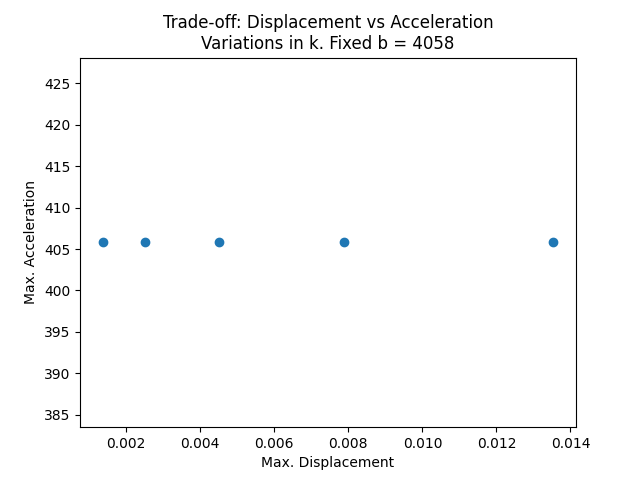 Trade-off: Displacement vs Acceleration
Variations in k. Fixed b = 4058
425
420
415
410
405
400
395
390
385
Max. Acceleration
0.002 0.004 0.006 0.008 0.010 0.012 0.014
Max. Displacement